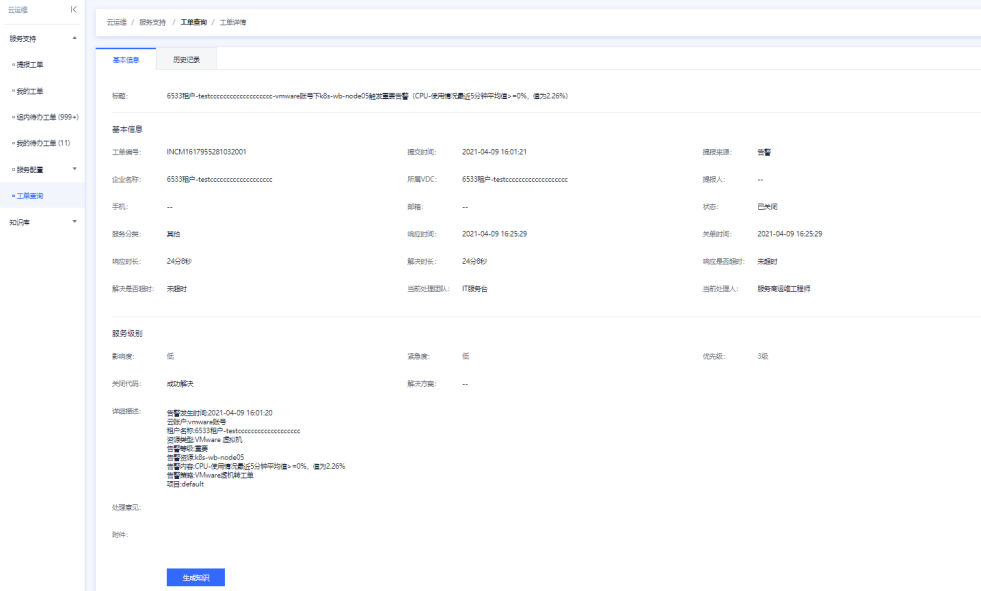 云运维
云运维 / 服务支持 / 工单查询 / 工单详情
服务支持
提报工单
我的工单
组内待办工单 (999+)
我的待办工单 (11)
服务配置
工单查询
知识库
基本信息 历史记录
标题: 6533租户-testccccccccccccccccccc-vmware账号下k8s-wb-node05触发重要告警（CPU-使用情况最近5分钟平均值>=0%，值为2.26%）
基本信息
工单编号: INCM1617955281032001 提交时间: 2021-04-09 16:01:21 提报来源: 告警
企业名称: 6533租户-testccccccccccccccccccc 所属VDC: 6533租户-testccccccccccccccccccc 提报人: --
手机: -- 邮箱: -- 状态: 已关闭
服务分类: 其他 响应时间: 2021-04-09 16:25:29 关单时间: 2021-04-09 16:25:29
响应时长: 24分8秒 解决时长: 24分8秒 响应是否超时: 未超时
解决是否超时: 未超时 当前处理团队: IT服务台 当前处理人: 服务商运维工程师
服务级别
影响度: 低 紧急度: 低 优先级: 3级
关闭代码: 成功解决 解决方案: --
详细描述: 告警发生时间:2021-04-09 16:01:20
云账户:vmware账号
租户名称:6533租户-testccccccccccccccccccc
资源类型:VMware 虚拟机
告警等级:重要
告警资源:k8s-wb-node05
告警内容:CPU-使用情况最近5分钟平均值>=0%，值为2.26%
告警策略:VMware虚机转工单
项目:default
处理意见:
附件:
生成知识